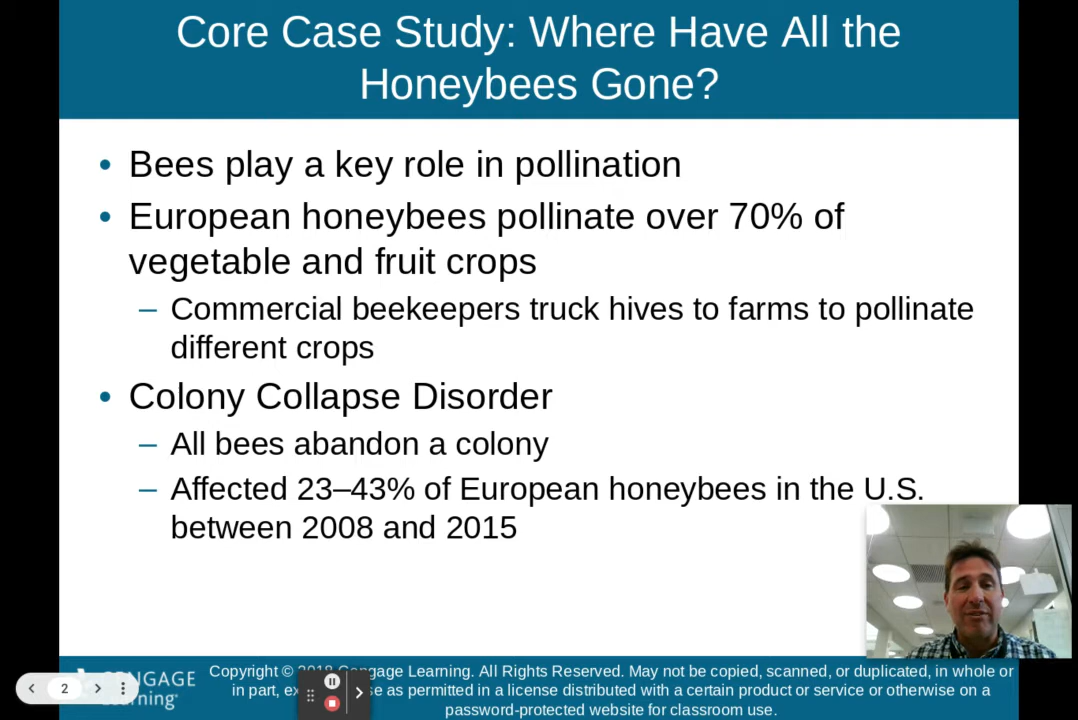 Core Case Study: Where Have All the
Honeybees Gone?
• Bees play a key role in pollination
• European honeybees pollinate over 70% of
vegetable and fruit crops
– Commercial beekeepers truck hives to farms to pollinate
different crops
• Colony Collapse Disorder
– All bees abandon a colony
– Affected 23–43% of European honeybees in the U.S.
between 2008 and 2015
Copyright © 2018 Cengage Learning. All Rights Reserved. May not be copied, scanned, or duplicated, in whole or
in part, as permitted in a license distributed with a certain product or service or otherwise on a
password-protected website for classroom use.
CENGAGE
Learning®
2